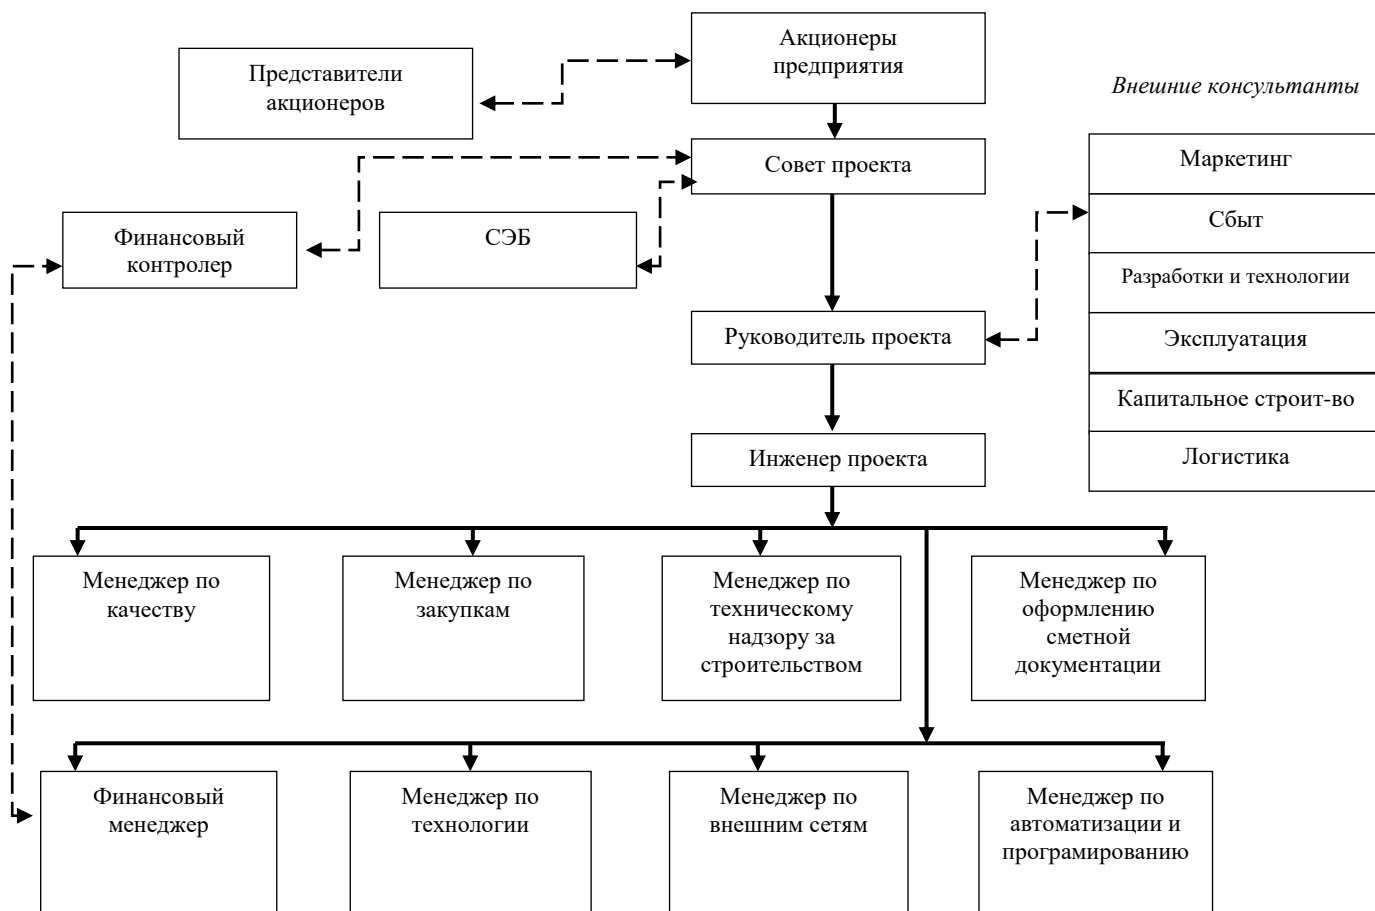 Акционеры
предприятия
Представители
акционеров
Внешние консультанты
Маркетинг
Совет проекта
Сбыт
Финансовый
контролер
СЭБ
Разработки и технологии
Руководитель проекта
Эксплуатация
Капитальное строит-во
Инженер проекта
Логистика
Менеджер по
качеству
Менеджер по
закупкам
Менеджер по
техническому
надзору за
строительством
Менеджер по
оформлению
сметной
документации
Финансовый
менеджер
Менеджер по
технологии
Менеджер по
внешним сетям
Менеджер по
автоматизации и
програмированию